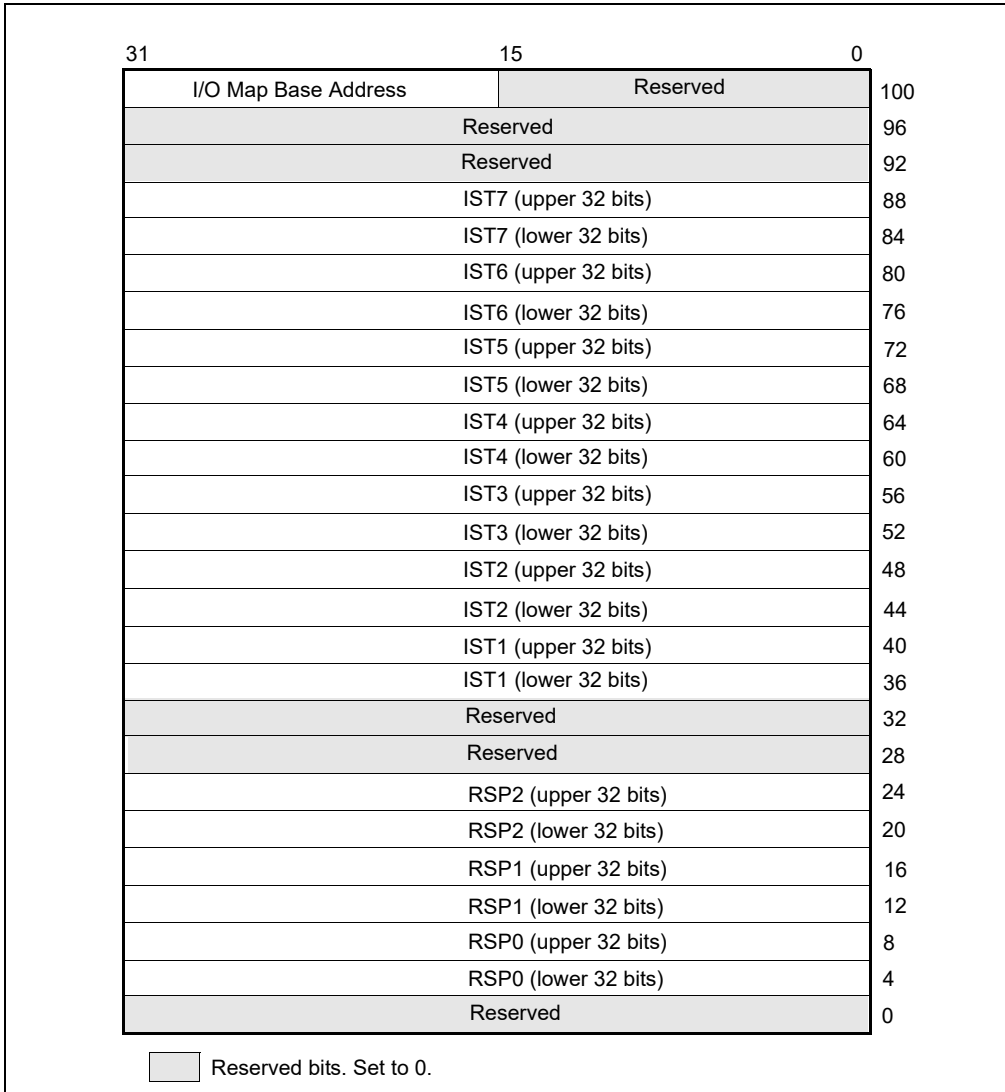 31 15 0
I/O Map Base Address Reserved 100
Reserved 96
Reserved 92
IST7 (upper 32 bits) 88
IST7 (lower 32 bits) 84
IST6 (upper 32 bits) 80
IST6 (lower 32 bits) 76
IST5 (upper 32 bits) 72
IST5 (lower 32 bits) 68
IST4 (upper 32 bits) 64
IST4 (lower 32 bits) 60
IST3 (upper 32 bits) 56
IST3 (lower 32 bits) 52
IST2 (upper 32 bits) 48
IST2 (lower 32 bits) 44
IST1 (upper 32 bits) 40
IST1 (lower 32 bits) 36
Reserved 32
Reserved 28
RSP2 (upper 32 bits) 24
RSP2 (lower 32 bits) 20
RSP1 (upper 32 bits) 16
RSP1 (lower 32 bits) 12
RSP0 (upper 32 bits) 8
RSP0 (lower 32 bits) 4
Reserved 0
Reserved bits. Set to 0.